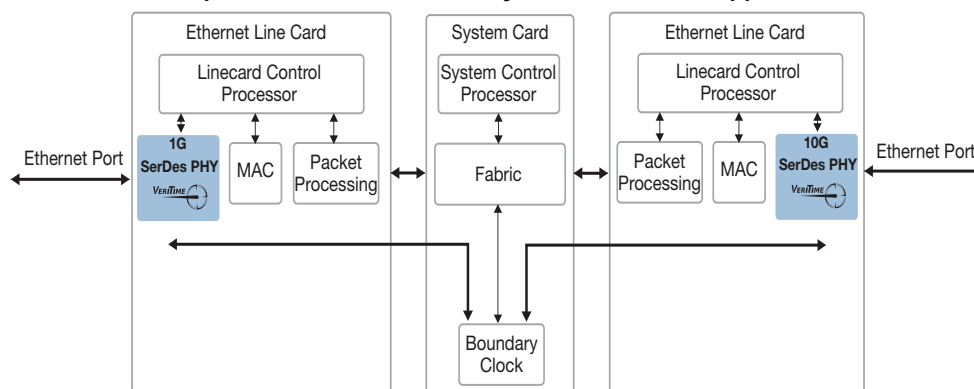 Ethernet Line Card
System Card
Ethernet Line Card
Linecard Control
Processor
System Control
Processor
Linecard Control
Processor
Ethernet Port
1G
SerDes PHY
VERITIME
MAC
Packet
Processing
Fabric
Packet
Processing
MAC
10G
SerDes PHY
VERITIME
Ethernet Port
Boundary
Clock